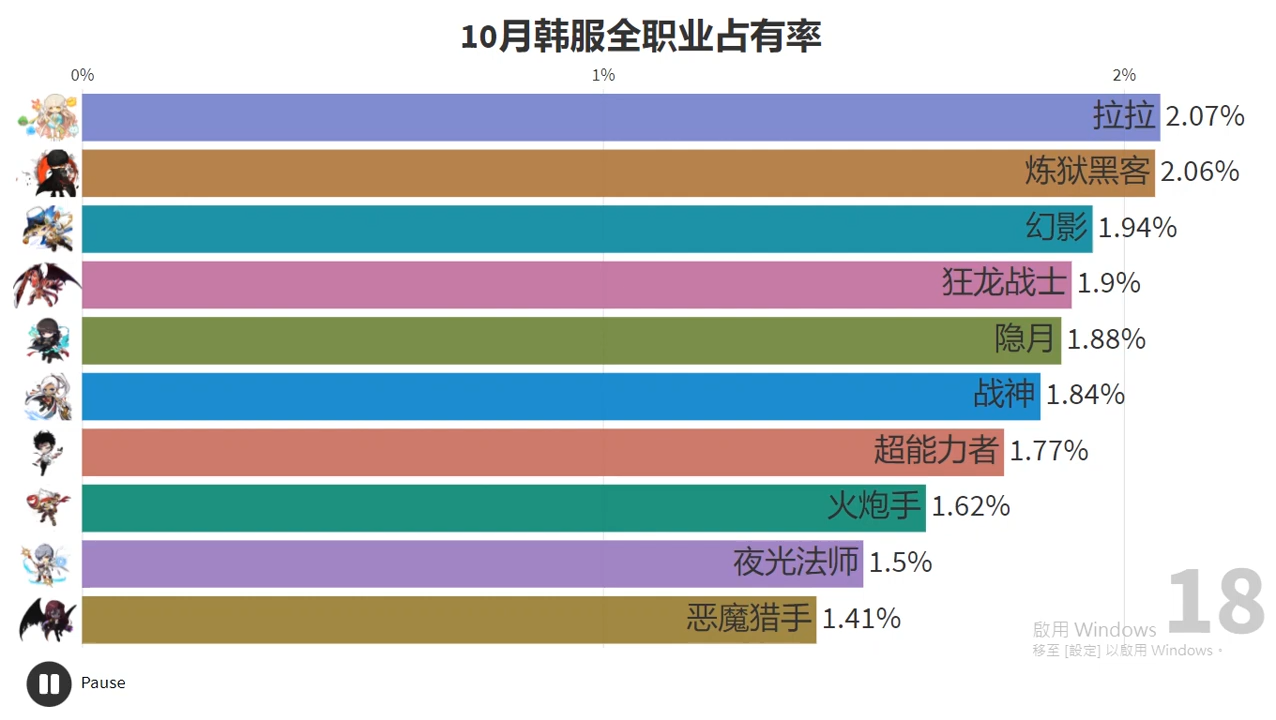 10月韩服全职业占有率
0% 1% 2%
拉拉 2.07%
炼狱黑客 2.06%
幻影 1.94%
狂龙战士 1.9%
隐月 1.88%
战神 1.84%
超能力者 1.77%
火炮手 1.62%
夜光法师 1.5%
恶魔猎手 1.41%
18
啟用 Windows
移至 [設定] 以啟用 Windows。
Pause